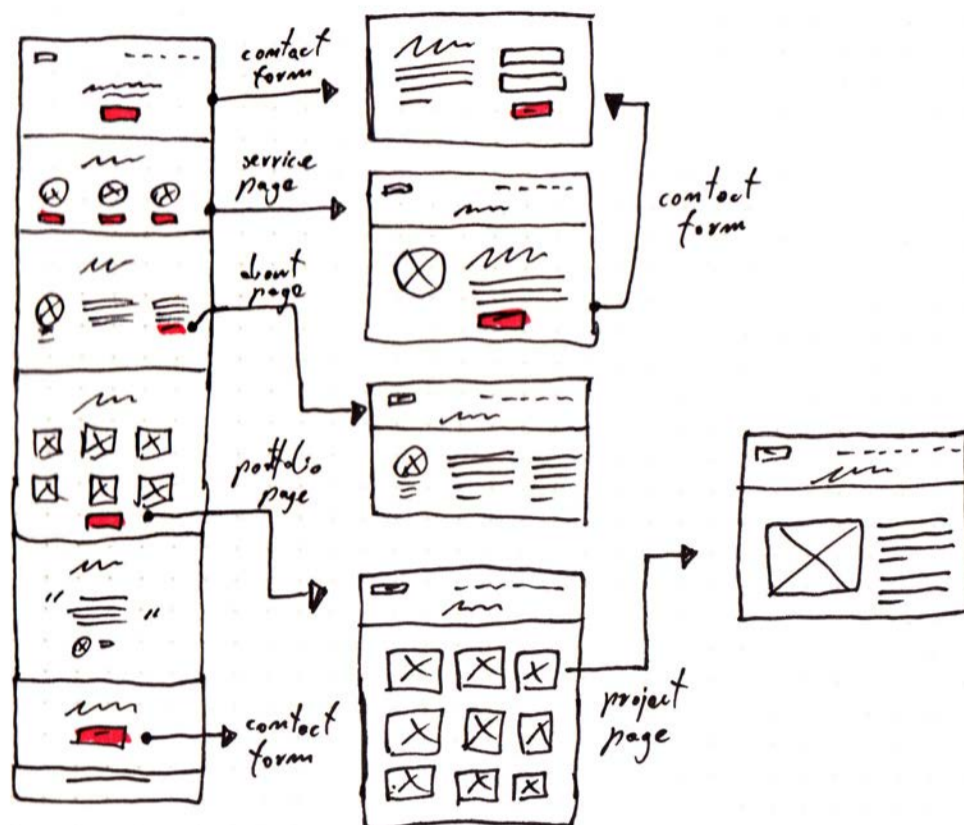 contact
form
service
page
about
page
portfolio
page
contact
form
contact
form
project
page